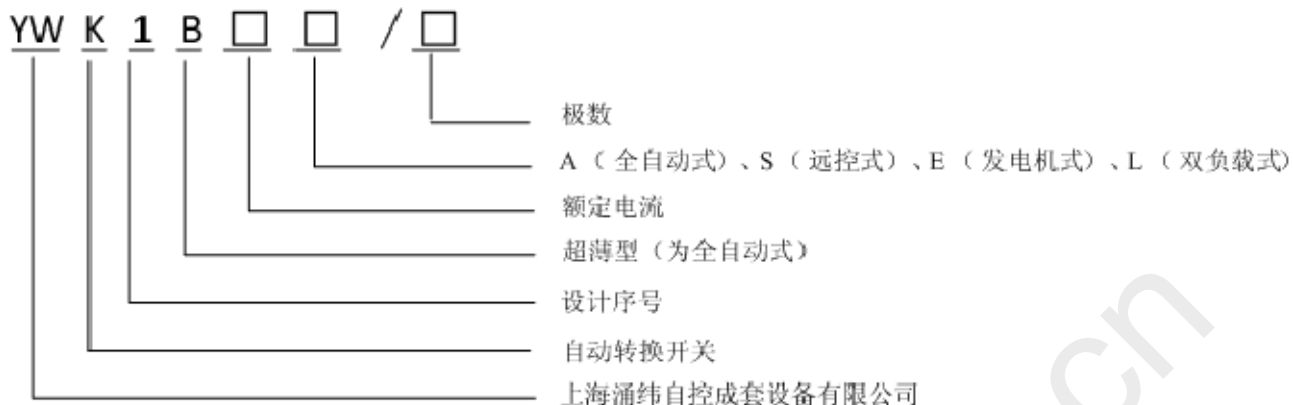 YW K 1 B □ □ / □
极数
A（全自动式）、S（远控式）、E（发电机式）、L（双负载式）
额定电流
超薄型（为全自动式）
设计序号
自动转换开关
上海涌纬自控成套设备有限公司
cn